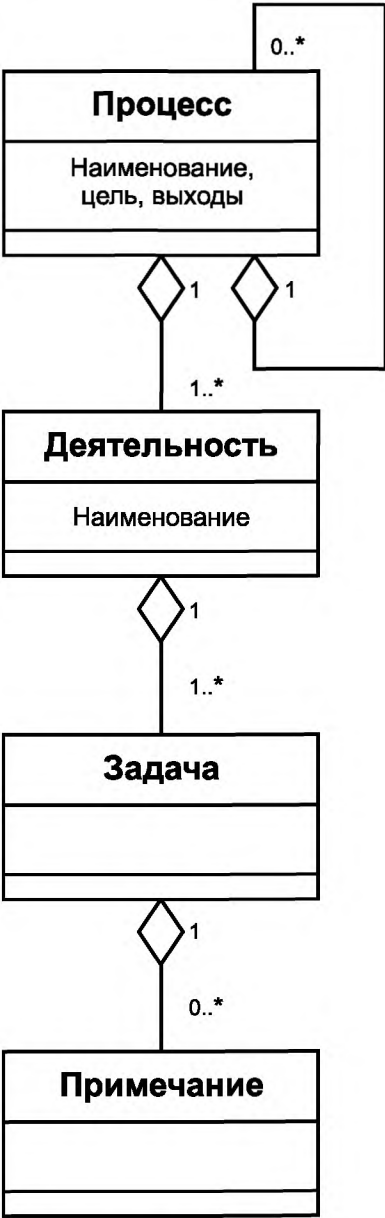 0..*
Процесс
Наименование,
цель, выходы
1
1
1..*
Деятельность
Наименование
1
1..*
Задача
1
0..*
Примечание